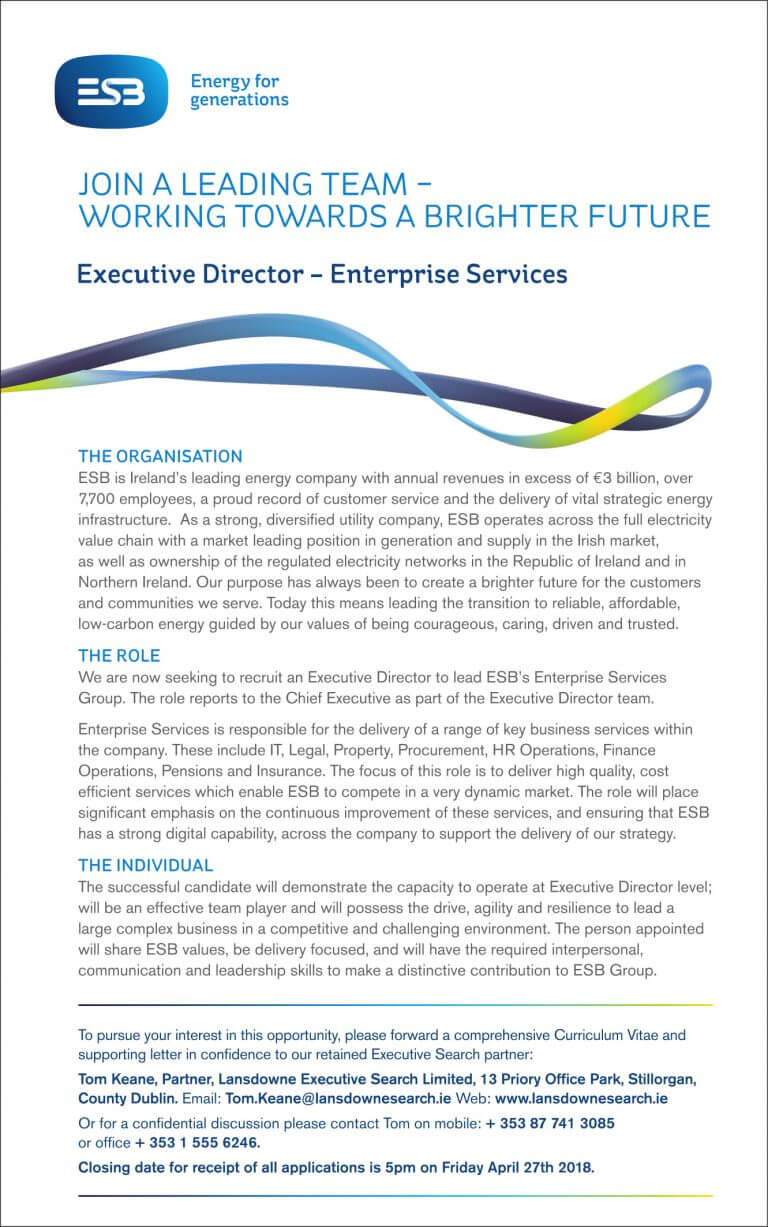 ESB
Energy for
generations
JOIN A LEADING TEAM –
WORKING TOWARDS A BRIGHTER FUTURE
Executive Director – Enterprise Services
THE ORGANISATION
ESB is Ireland's leading energy company with annual revenues in excess of €3 billion, over
7,700 employees, a proud record of customer service and the delivery of vital strategic energy
infrastructure.  As a strong, diversified utility company, ESB operates across the full electricity
value chain with a market leading position in generation and supply in the Irish market,
as well as ownership of the regulated electricity networks in the Republic of Ireland and in
Northern Ireland. Our purpose has always been to create a brighter future for the customers
and communities we serve. Today this means leading the transition to reliable, affordable,
low-carbon energy guided by our values of being courageous, caring, driven and trusted.
THE ROLE
We are now seeking to recruit an Executive Director to lead ESB's Enterprise Services
Group. The role reports to the Chief Executive as part of the Executive Director team.
Enterprise Services is responsible for the delivery of a range of key business services within
the company. These include IT, Legal, Property, Procurement, HR Operations, Finance
Operations, Pensions and Insurance. The focus of this role is to deliver high quality, cost
efficient services which enable ESB to compete in a very dynamic market. The role will place
significant emphasis on the continuous improvement of these services, and ensuring that ESB
has a strong digital capability, across the company to support the delivery of our strategy.
THE INDIVIDUAL
The successful candidate will demonstrate the capacity to operate at Executive Director level;
will be an effective team player and will possess the drive, agility and resilience to lead a
large complex business in a competitive and challenging environment. The person appointed
will share ESB values, be delivery focused, and will have the required interpersonal,
communication and leadership skills to make a distinctive contribution to ESB Group.
To pursue your interest in this opportunity, please forward a comprehensive Curriculum Vitae and
supporting letter in confidence to our retained Executive Search partner:
Tom Keane, Partner, Lansdowne Executive Search Limited, 13 Priory Office Park, Stillorgan,
County Dublin. Email: Tom.Keane@lansdownesearch.ie Web: www.lansdownesearch.ie
Or for a confidential discussion please contact Tom on mobile: + 353 87 741 3085
or office + 353 1 555 6246.
Closing date for receipt of all applications is 5pm on Friday April 27th 2018.